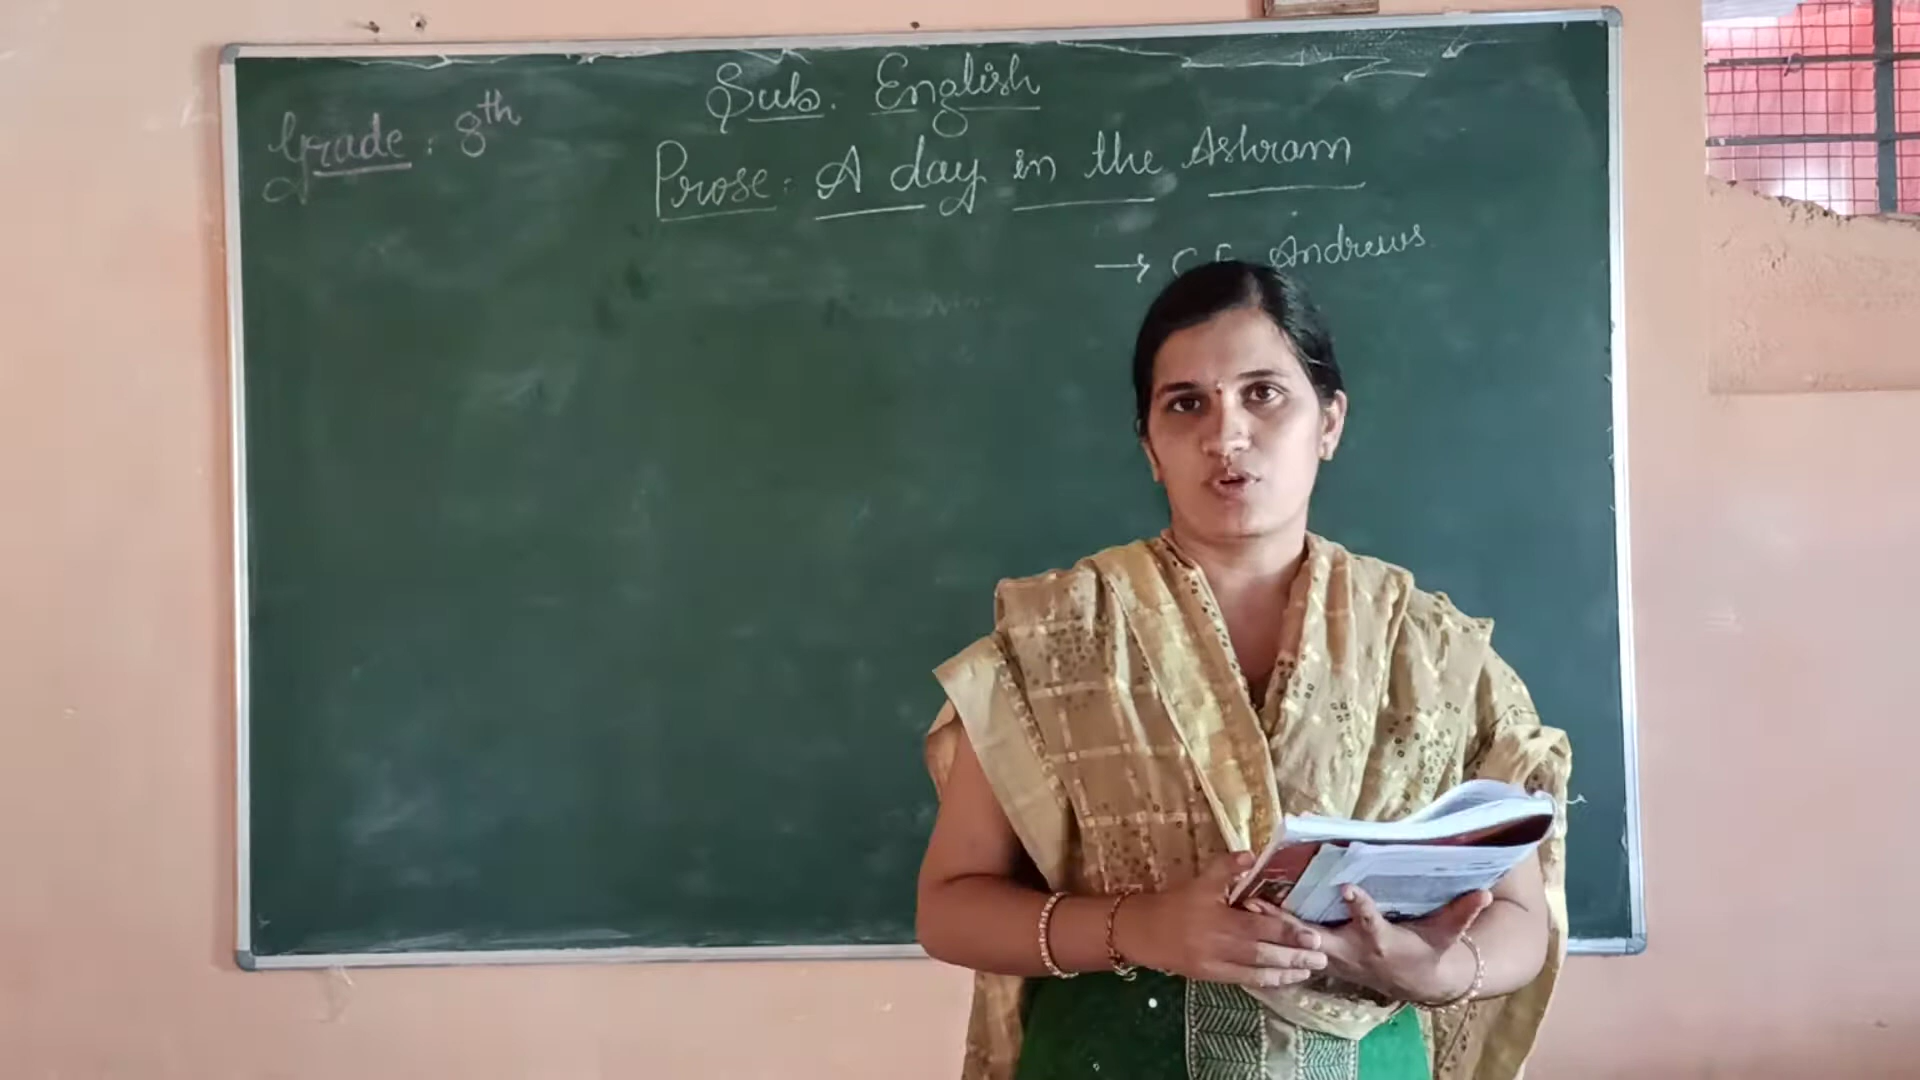 Sub. English
Grade : 8th
Prose : A day in the Ashram
→ C.F. Andrews